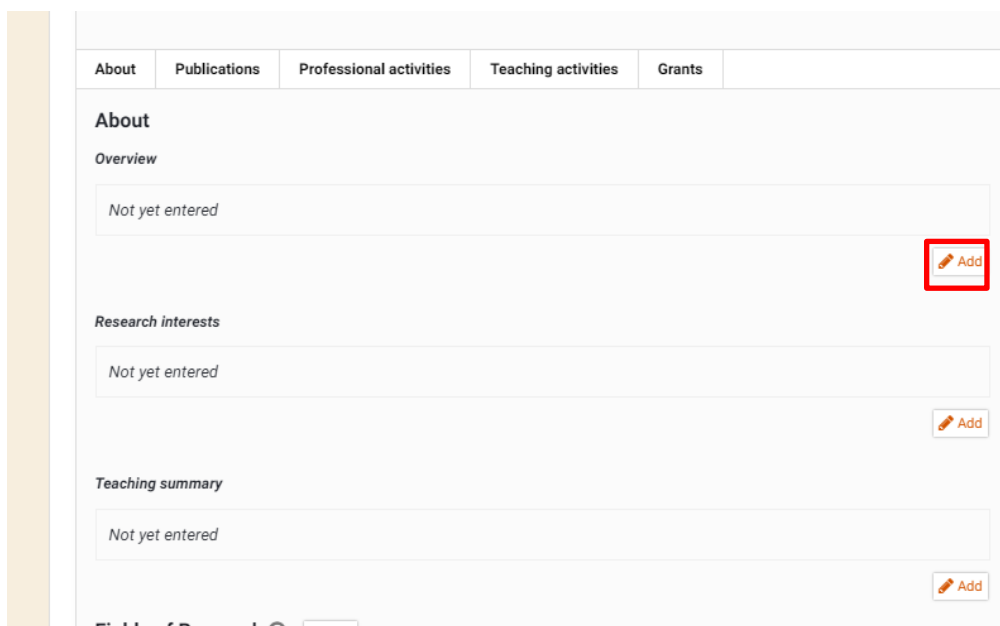 About Publications Professional activities Teaching activities Grants
About
Overview
Not yet entered
Add
Research interests
Not yet entered
Add
Teaching summary
Not yet entered
Add